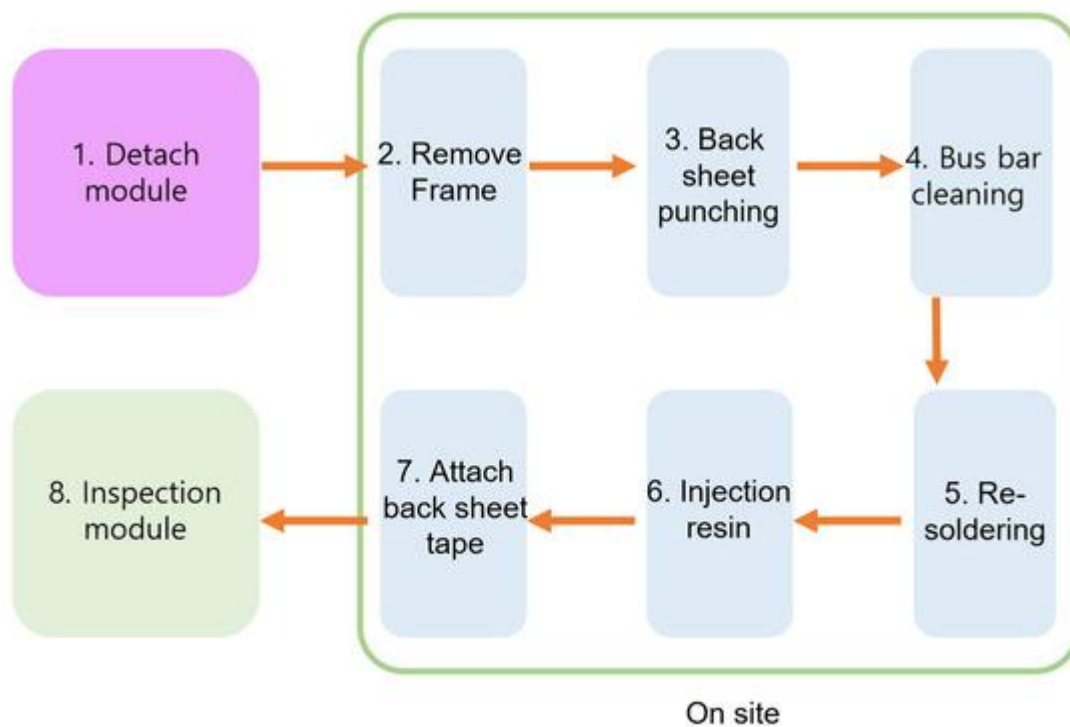 1. Detach
module
2. Remove
Frame
3. Back
sheet
punching
4. Bus bar
cleaning
5. Re-
soldering
6. Injection
resin
7. Attach
back sheet
tape
8. Inspection
module
On site